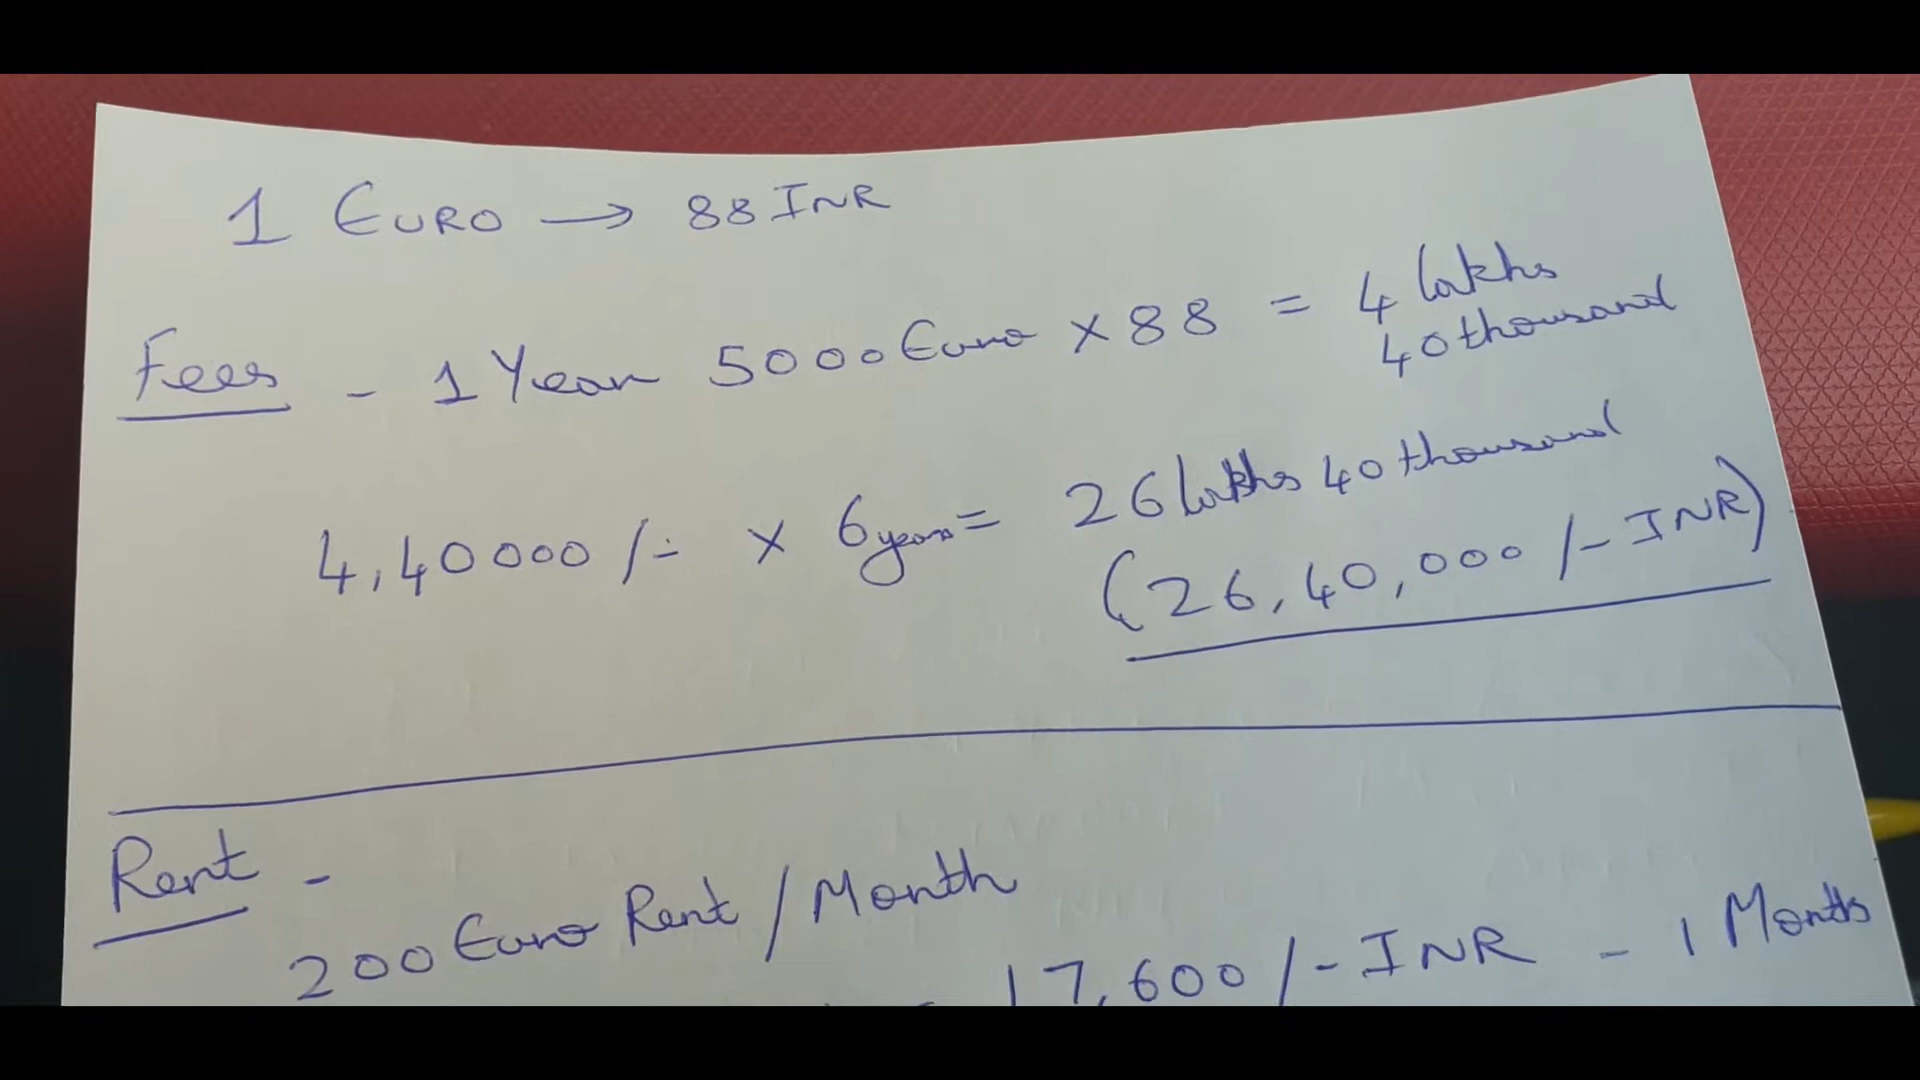 1 EURO → 88 INR
Fees - 1 Year 5000 Euro × 88 = 4 lakhs
40 thousand
4,40000/- × 6 years = 26 lakhs 40 thousand
(26,40,000/- INR)
Rent -
200 Euro Rent / Month
17,600/- INR - 1 Month